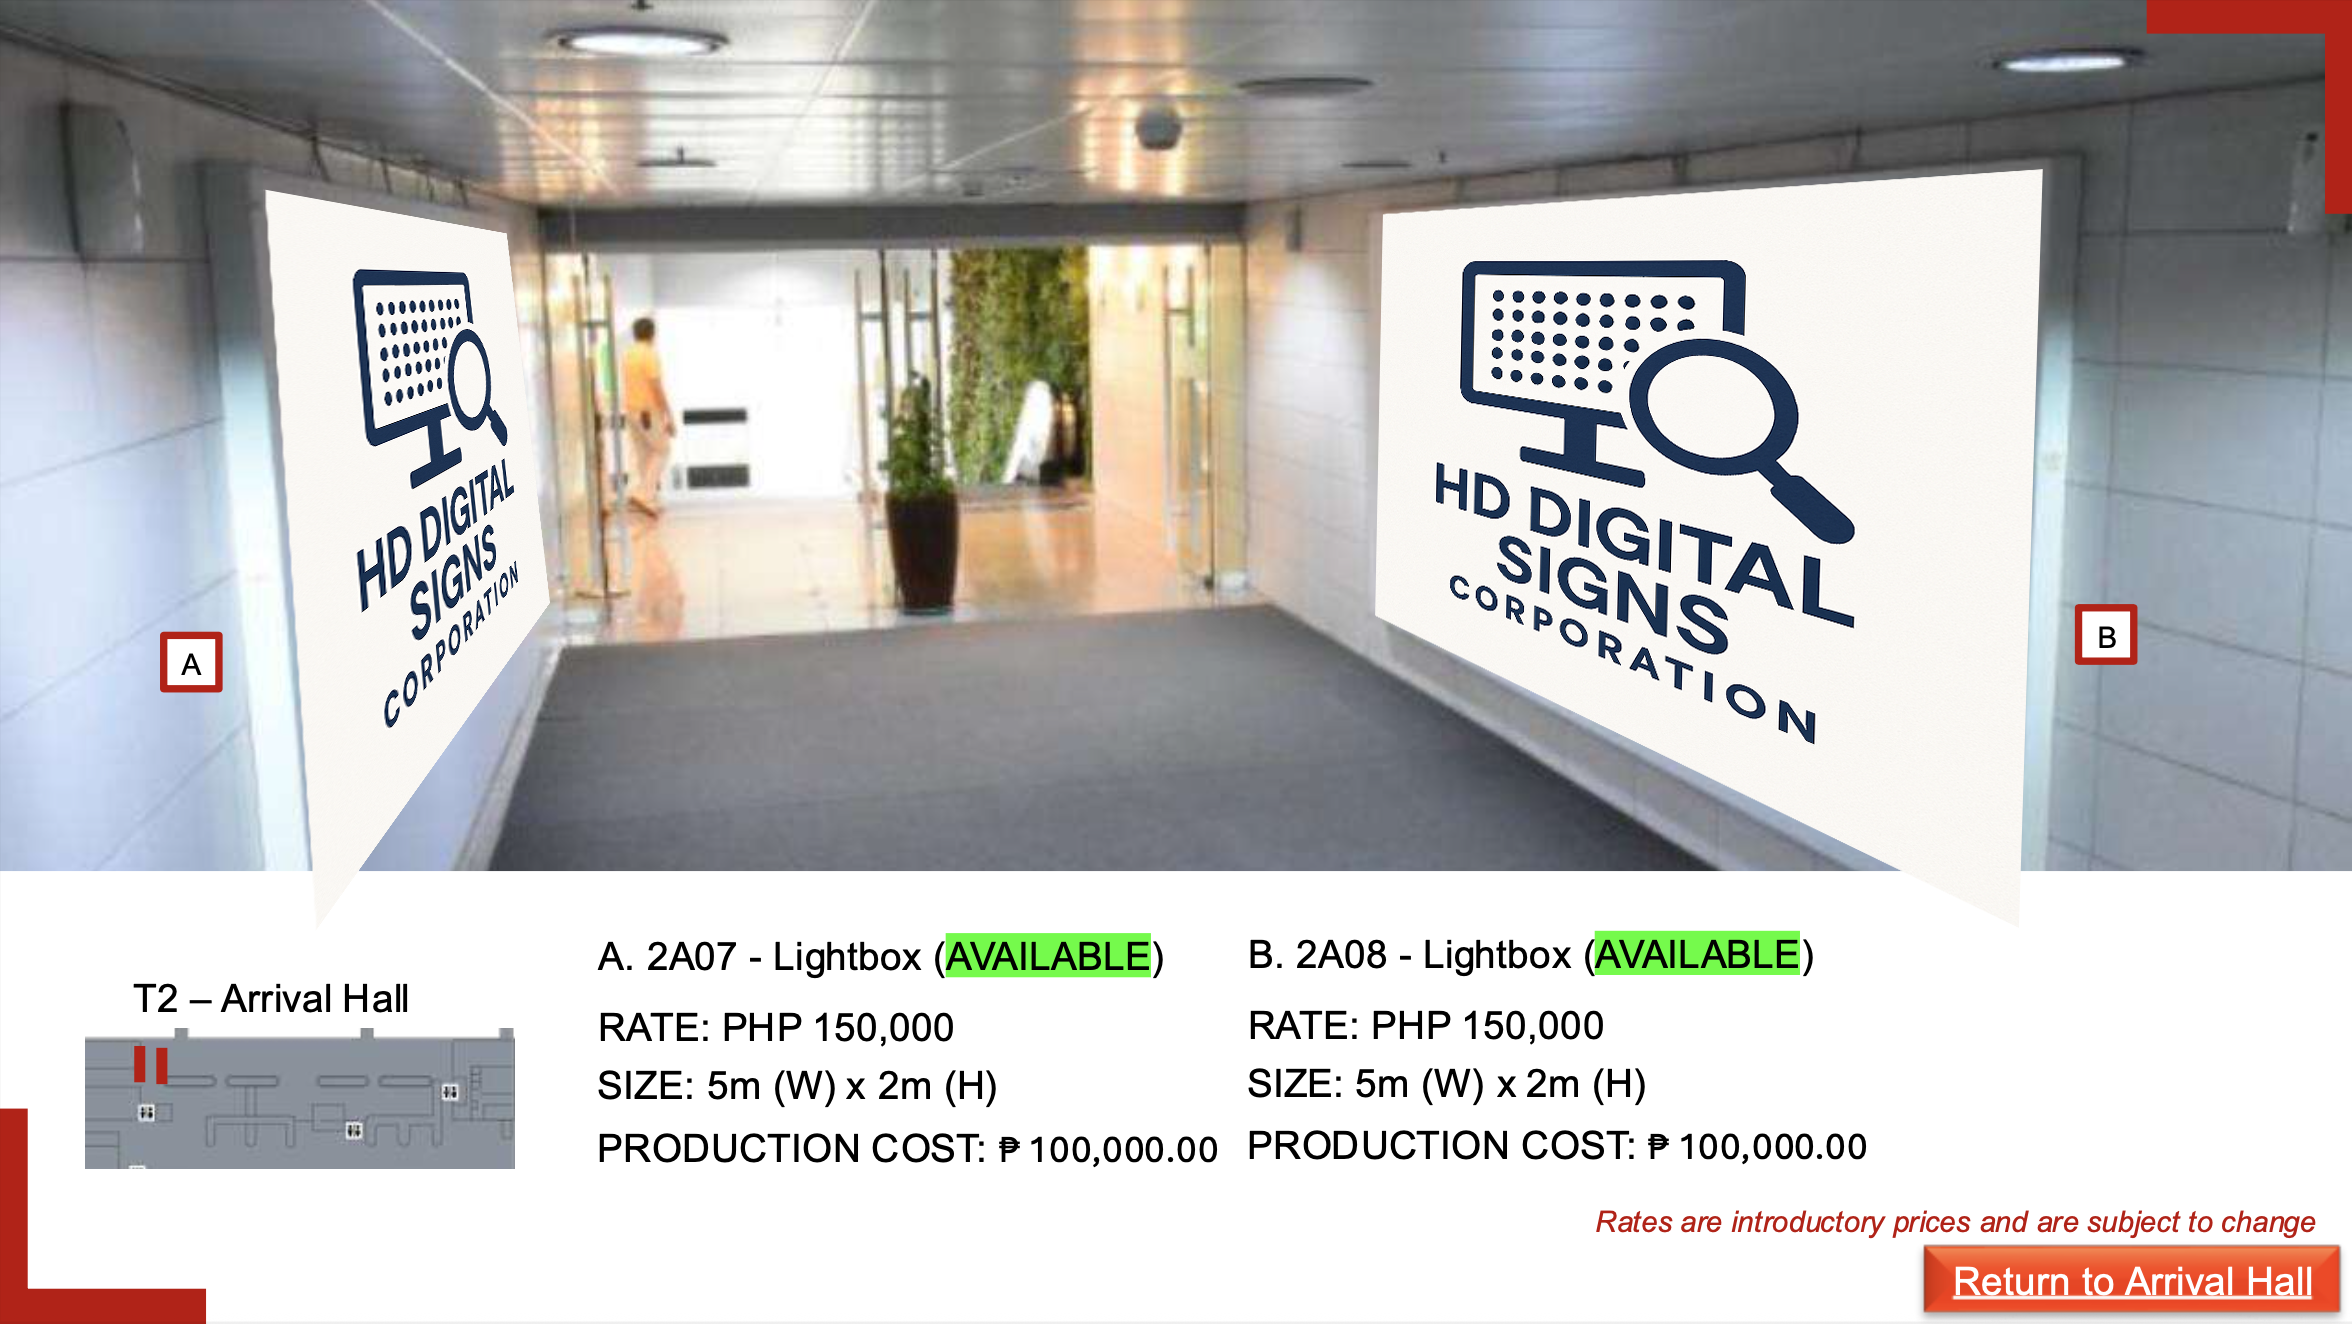 HD DIGITAL
SIGNS
CORPORATION
HD DIGITAL
SIGNS
CORPORATION
A
B
T2 – Arrival Hall
A. 2A07 - Lightbox (AVAILABLE)
RATE: PHP 150,000
SIZE: 5m (W) x 2m (H)
PRODUCTION COST: ₱ 100,000.00
B. 2A08 - Lightbox (AVAILABLE)
RATE: PHP 150,000
SIZE: 5m (W) x 2m (H)
PRODUCTION COST: ₱ 100,000.00
Rates are introductory prices and are subject to change
Return to Arrival Hall